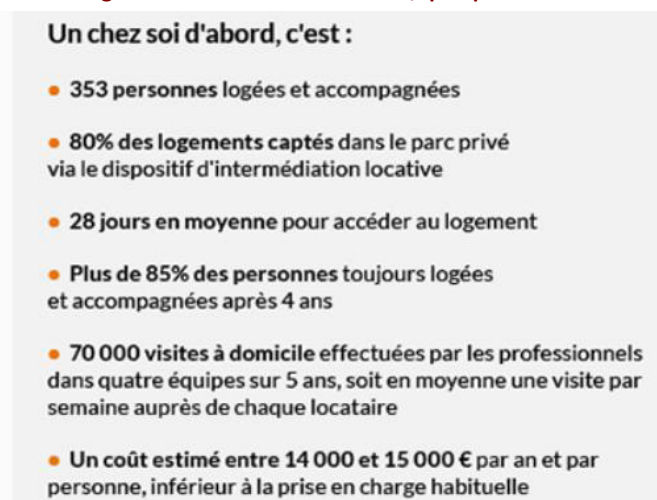 Un chez soi d'abord, c'est :
• 353 personnes logées et accompagnées
• 80% des logements captés dans le parc privé
via le dispositif d'intermédiation locative
• 28 jours en moyenne pour accéder au logement
• Plus de 85% des personnes toujours logées
et accompagnées après 4 ans
• 70 000 visites à domicile effectuées par les professionnels
dans quatre équipes sur 5 ans, soit en moyenne une visite par
semaine auprès de chaque locataire
• Un coût estimé entre 14 000 et 15 000 € par an et par
personne, inférieur à la prise en charge habituelle